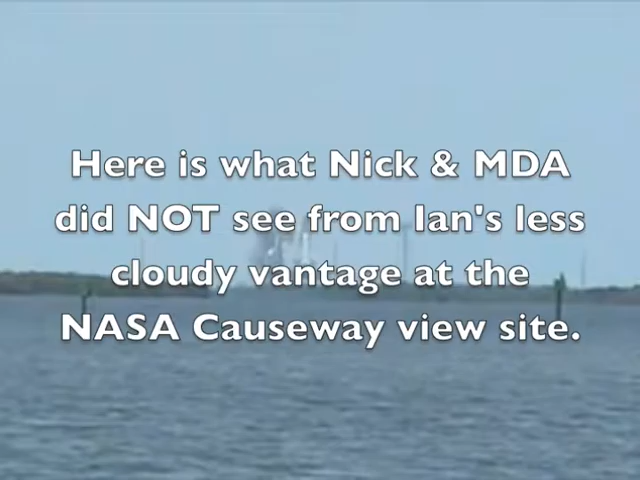 Here is what Nick & MDA
did NOT see from Ian's less
cloudy vantage at the
NASA Causeway view site.